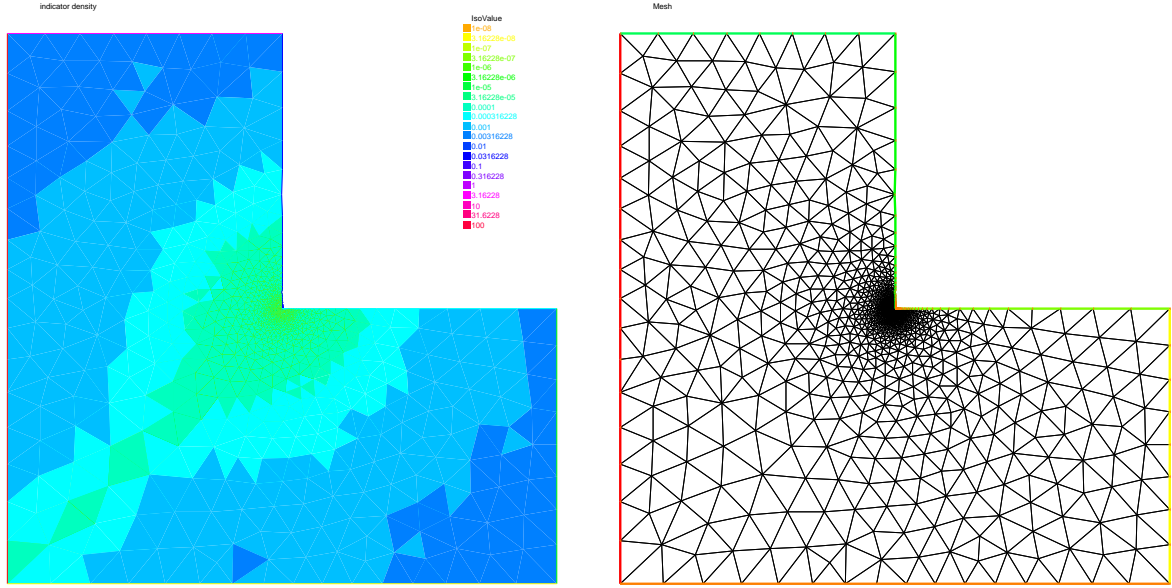 indicator density
Mesh
IsoValue
1e-08
3.16228e-08
1e-07
3.16228e-07
1e-06
3.16228e-06
1e-05
3.16228e-05
0.0001
0.000316228
0.001
0.00316228
0.01
0.0316228
0.1
0.316228
1
3.16228
10
31.6228
100